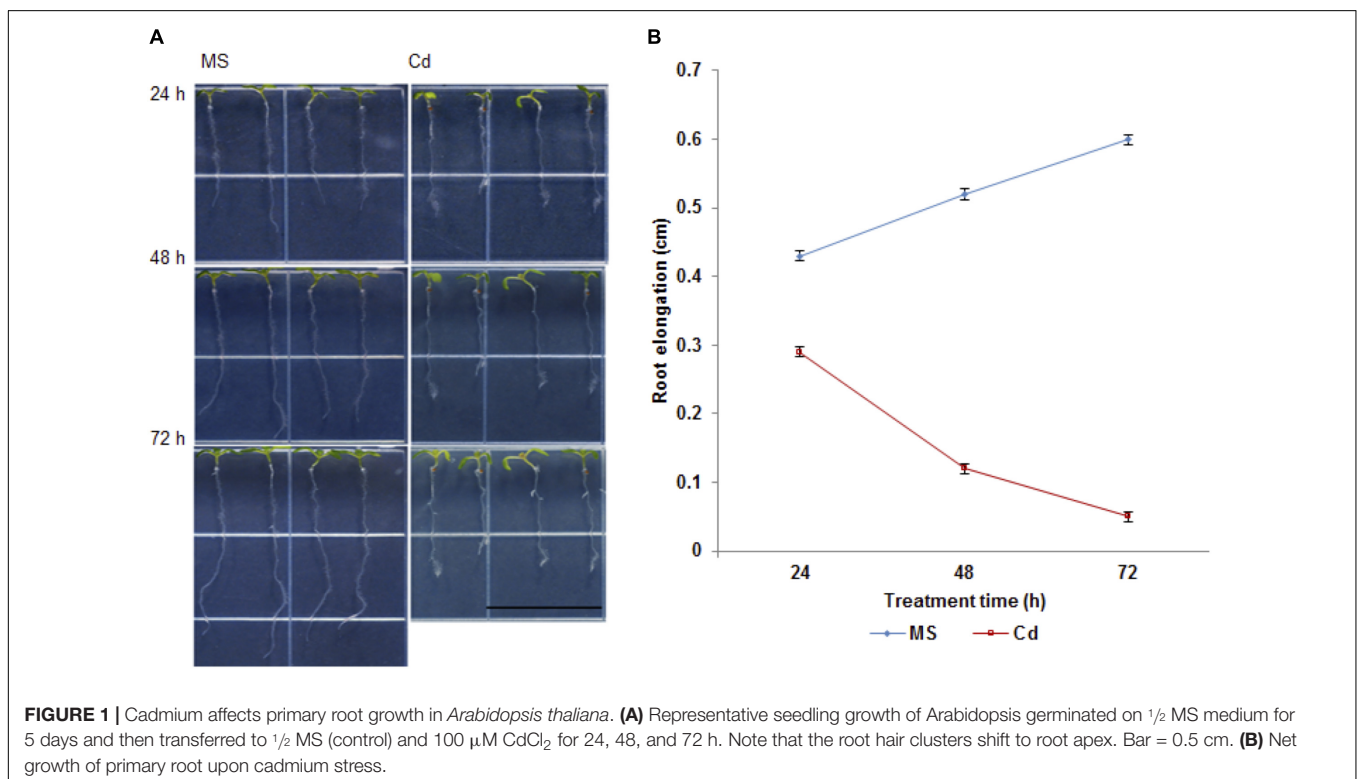 A
B
MS
Cd
24 h
48 h
72 h
0.7
0.6
0.5
0.4
0.3
0.2
0.1
0
Root elongation (cm)
24
48
72
Treatment time (h)
MS
Cd
FIGURE 1 | Cadmium affects primary root growth in Arabidopsis thaliana. (A) Representative seedling growth of Arabidopsis germinated on 1/2 MS medium for
5 days and then transferred to 1/2 MS (control) and 100 μM CdCl₂ for 24, 48, and 72 h. Note that the root hair clusters shift to root apex. Bar = 0.5 cm. (B) Net
growth of primary root upon cadmium stress.